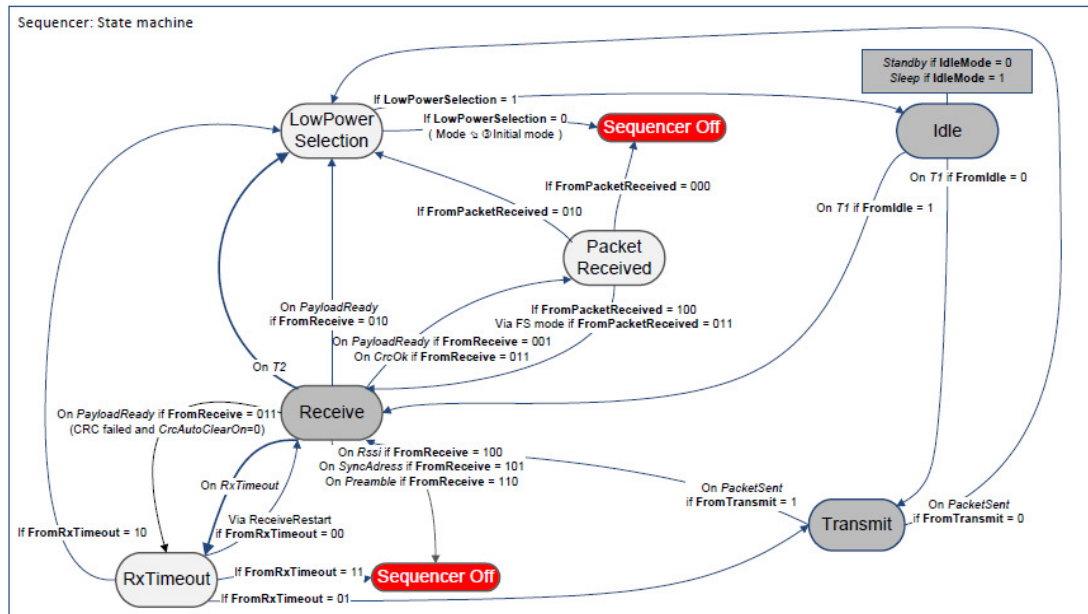 Sequencer: State machine
Standby if IdleMode = 0
Sleep if IdleMode = 1
If LowPowerSelection = 1
LowPower
Selection
If LowPowerSelection = 0
( Mode ⇘ ③ Initial mode )
Sequencer Off
Idle
On T1 if FromIdle = 0
If FromPacketReceived = 000
On T1 if FromIdle = 1
If FromPacketReceived = 010
Packet
Received
On PayloadReady
if FromReceive = 010
If FromPacketReceived = 100
Via FS mode if FromPacketReceived = 011
On PayloadReady if FromReceive = 001
On CrcOk if FromReceive = 011
On T2
Receive
On PayloadReady if FromReceive = 011
(CRC failed and CrcAutoClearOn=0)
On Rssi if FromReceive = 100
On SyncAdress if FromReceive = 101
On Preamble if FromReceive = 110
On RxTimeout
On PacketSent
if FromTransmit = 1
On PacketSent
if FromTransmit = 0
Transmit
Via ReceiveRestart
if FromRxTimeout = 00
If FromRxTimeout = 10
RxTimeout
If FromRxTimeout = 11
Sequencer Off
If FromRxTimeout = 01